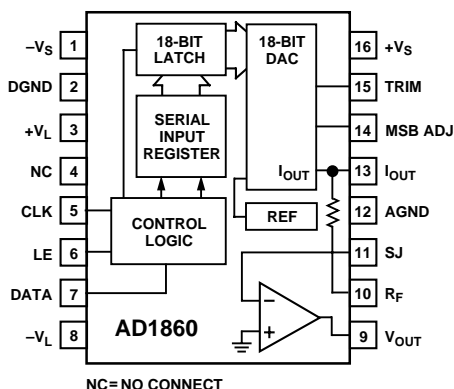 –VS 1
DGND 2
+VL 3
NC 4
CLK 5
LE 6
DATA 7
–VL 8
18-BIT
LATCH
SERIAL
INPUT
REGISTER
CONTROL
LOGIC
18-BIT
DAC
IOUT
REF
–
+
AD1860
16 +VS
15 TRIM
14 MSB ADJ
13 IOUT
12 AGND
11 SJ
10 RF
9 VOUT
NC = NO CONNECT